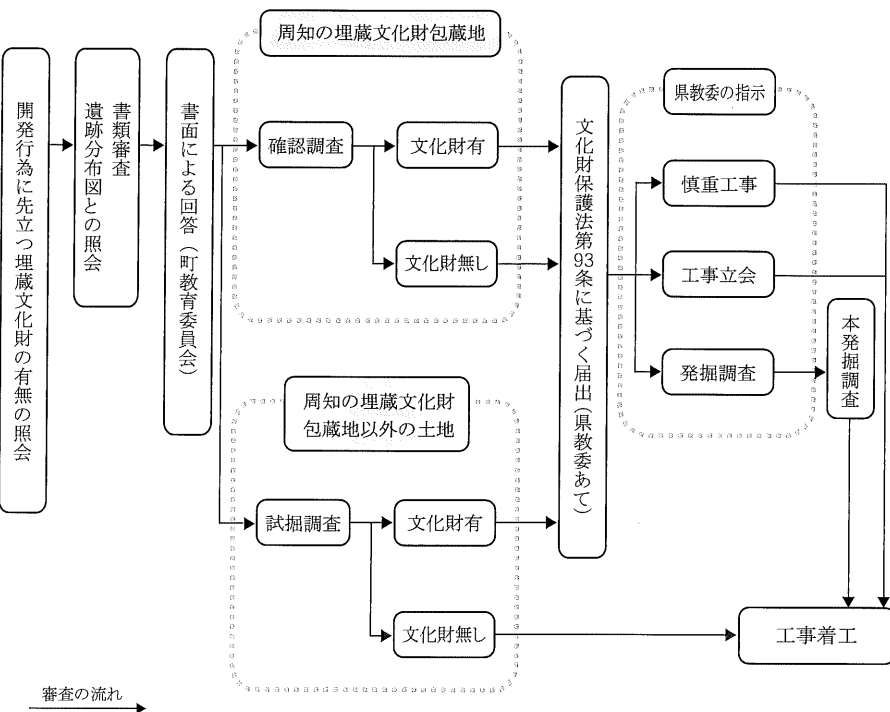 開発行為に先立つ埋蔵文化財の有無の照会
書類審査
遺跡分布図との照会
書面による回答（町教育委員会）
周知の埋蔵文化財包蔵地
確認調査
文化財有
文化財無し
周知の埋蔵文化財
包蔵地以外の土地
試掘調査
文化財有
文化財無し
文化財保護法第93条に基づく届出（県教委あて）
県教委の指示
慎重工事
工事立会
発掘調査
本発掘調査
工事着工
審査の流れ